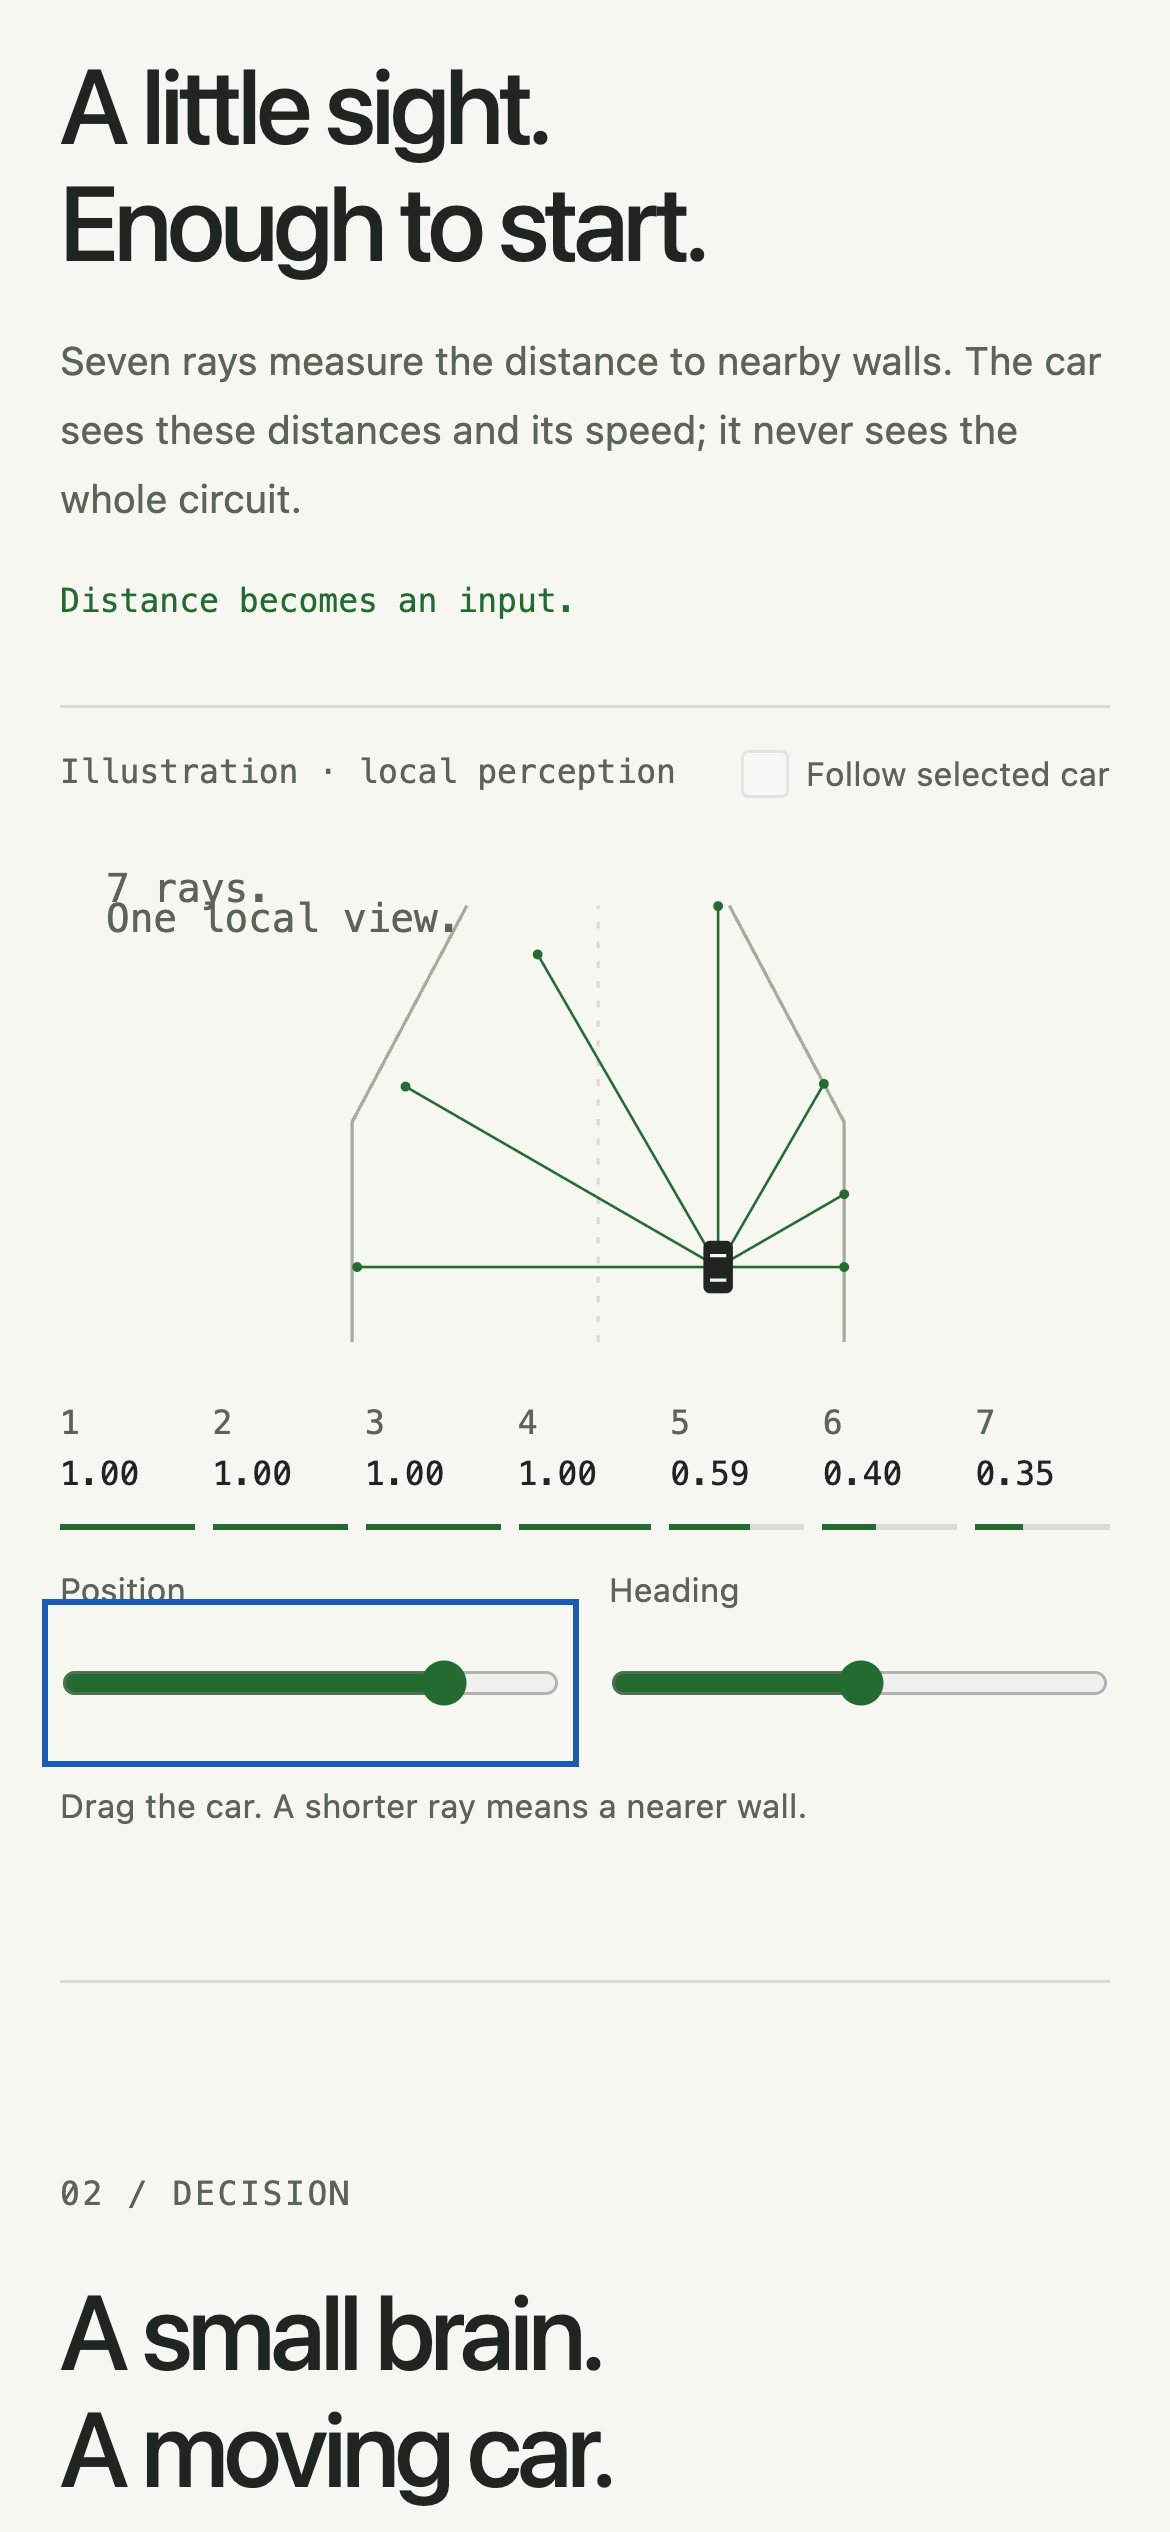 A little sight.
Enough to start.
Seven rays measure the distance to nearby walls. The car
sees these distances and its speed; it never sees the
whole circuit.
Distance becomes an input.
Illustration · local perception
Follow selected car
7 rays.
One local view.
1 2 3 4 5 6 7
1.00 1.00 1.00 1.00 0.59 0.40 0.35
Position Heading
Drag the car. A shorter ray means a nearer wall.
02 / DECISION
A small brain.
A moving car.